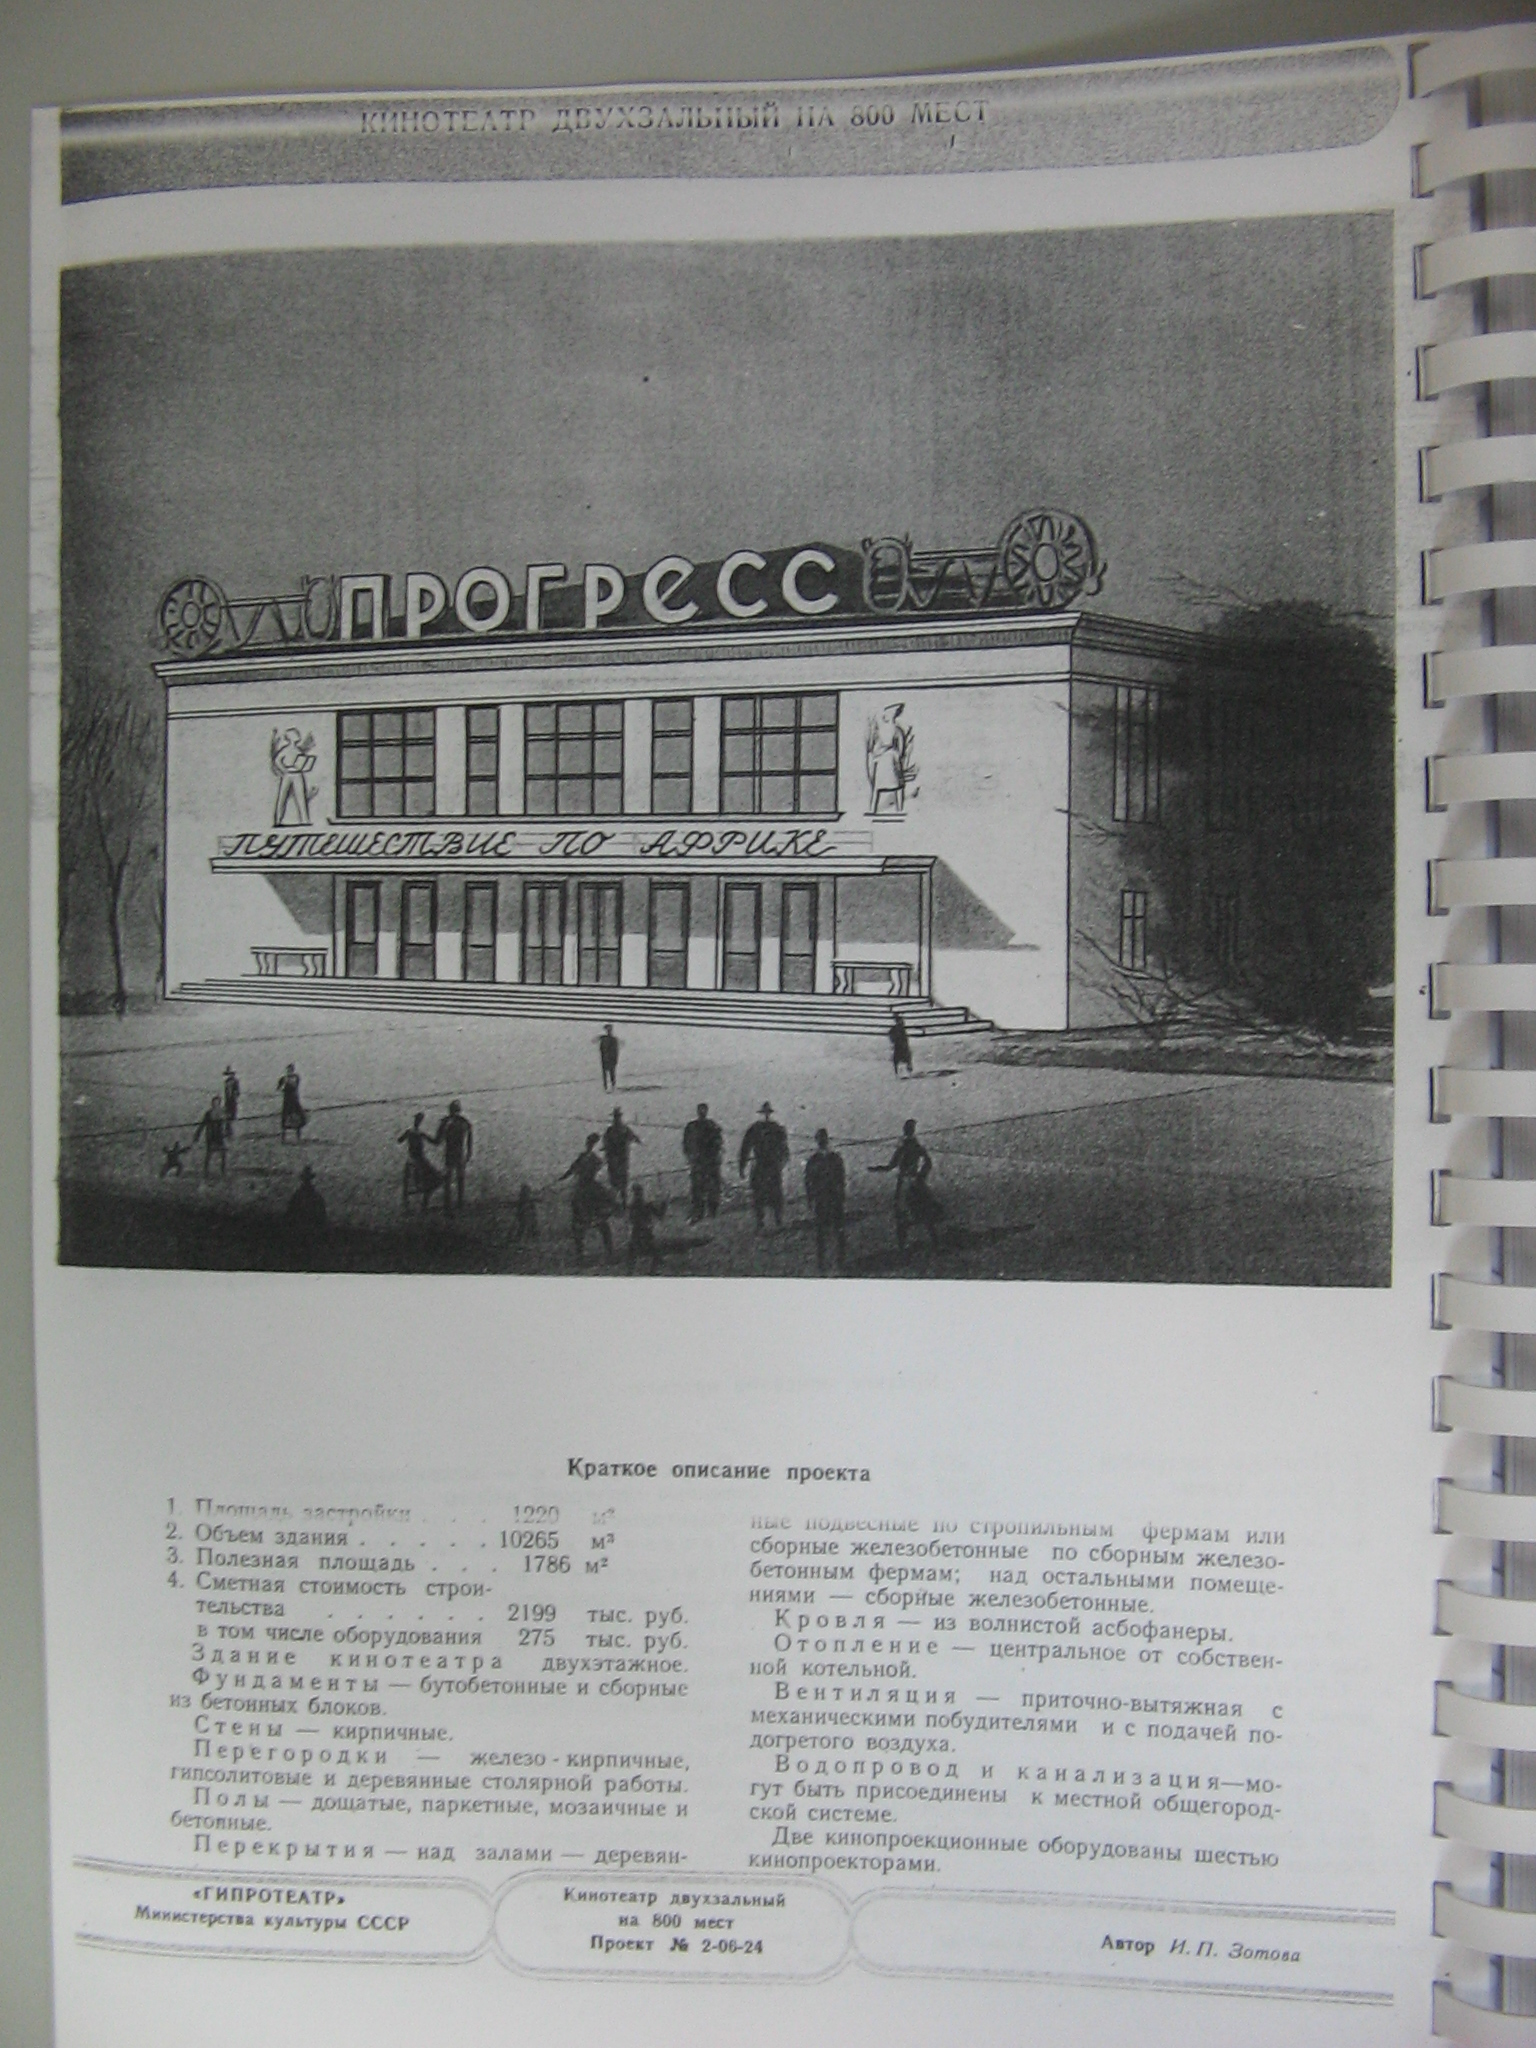 КИНОТЕАТР ДВУХЗАЛЬНЫЙ НА 800 МЕСТ
ПРОГРЕСС
ПУТЕШЕСТВИЕ ПО АФРИКЕ
Краткое описание проекта
1. Площадь застройки . . . 1220 м²
2. Объем здания . . . . . 10265 м³
3. Полезная площадь . . . 1786 м²
4. Сметная стоимость строи-
тельства . . . . . . 2199 тыс. руб.
в том числе оборудования 275 тыс. руб.
Здание кинотеатра двухэтажное.
Фундаменты — бутобетонные и сборные
из бетонных блоков.
Стены — кирпичные.
Перегородки — железо-кирпичные,
гипсолитовые и деревянные столярной работы.
Полы — дощатые, паркетные, мозаичные и
бетонные.
Перекрытия — над залами — деревян-
ные подвесные по стропильным фермам или
сборные железобетонные по сборным железо-
бетонным фермам; над остальными помеще-
ниями — сборные железобетонные.
Кровля — из волнистой асбофанеры.
Отопление — центральное от собствен-
ной котельной.
Вентиляция — приточно-вытяжная с
механическими побудителями и с подачей по-
догретого воздуха.
Водопровод и канализация—мо-
гут быть присоединены к местной общегород-
ской системе.
Две кинопроекционные оборудованы шестью
кинопроекторами.
«ГИПРОТЕАТР»
Министерства культуры СССР
Кинотеатр двухзальный
на 800 мест
Проект № 2-06-24
Автор И. П. Зотова